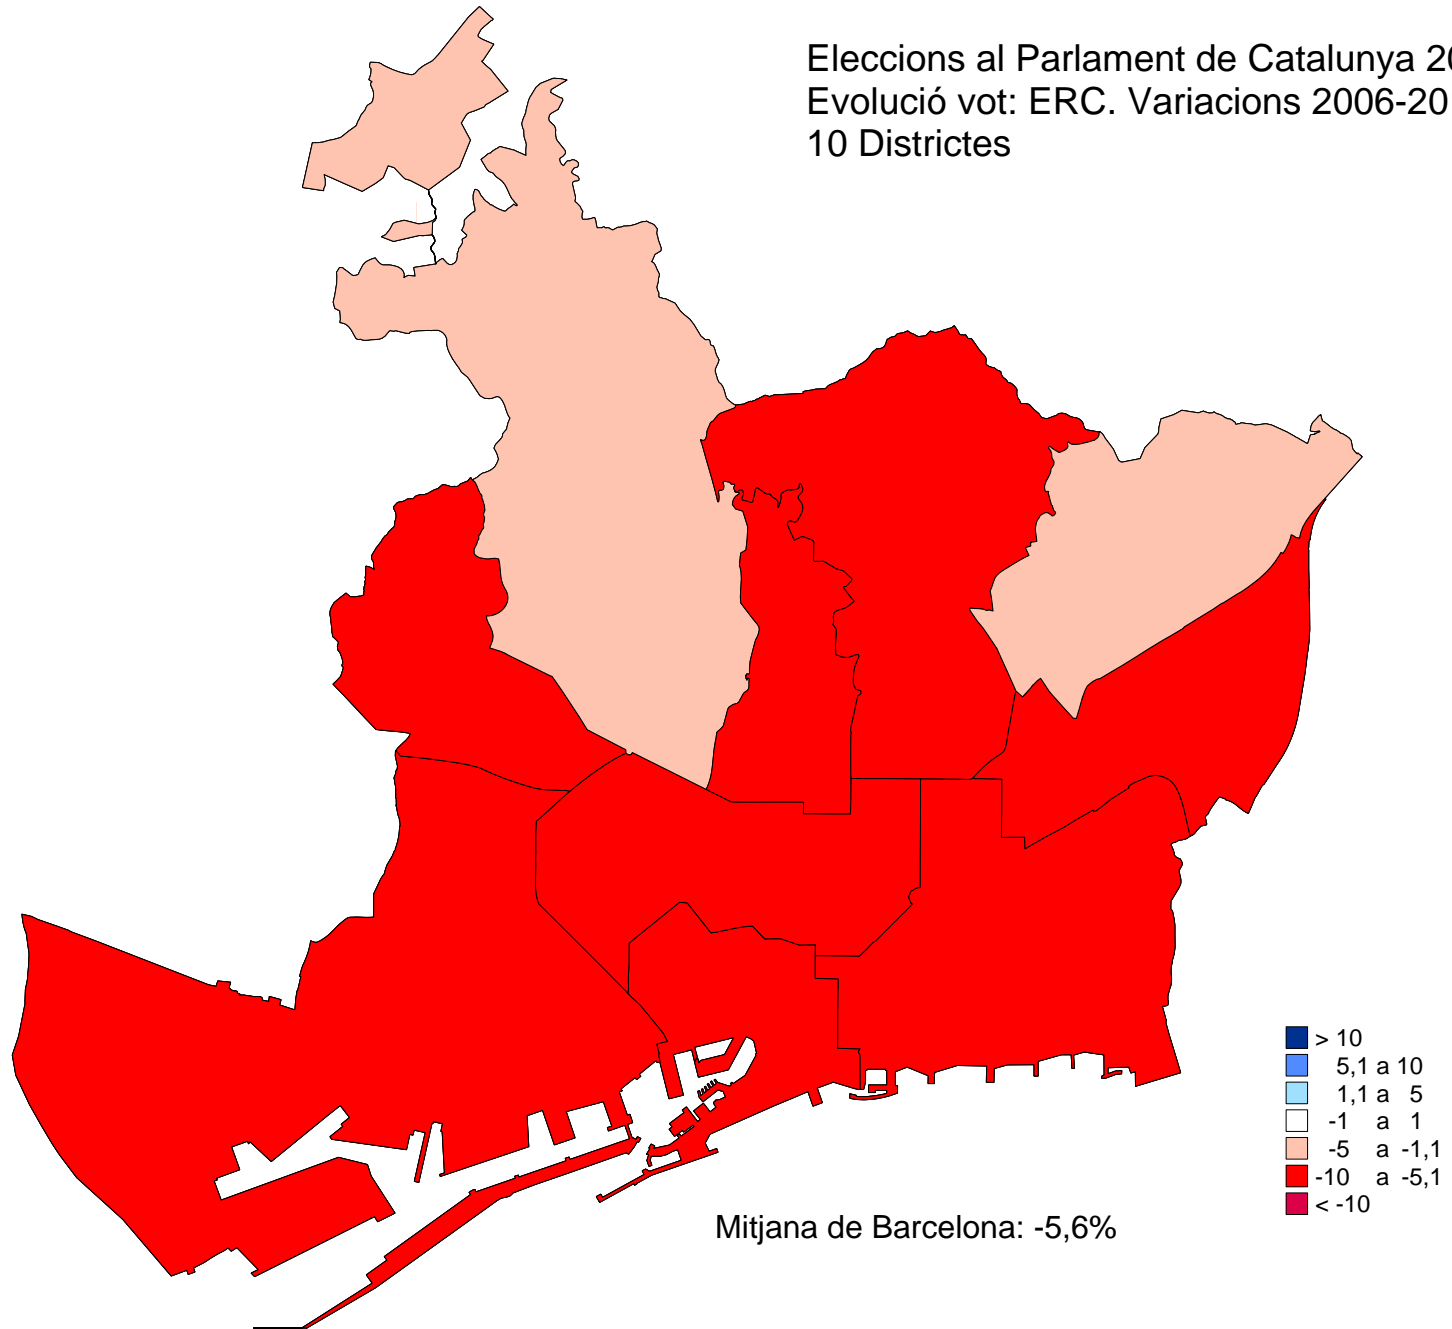 Eleccions al Parlament de Catalunya 20
Evolució vot: ERC. Variacions 2006-20
10 Districtes
> 10
5,1 a 10
1,1 a 5
-1 a 1
-5 a -1,1
-10 a -5,1
< -10
Mitjana de Barcelona: -5,6%